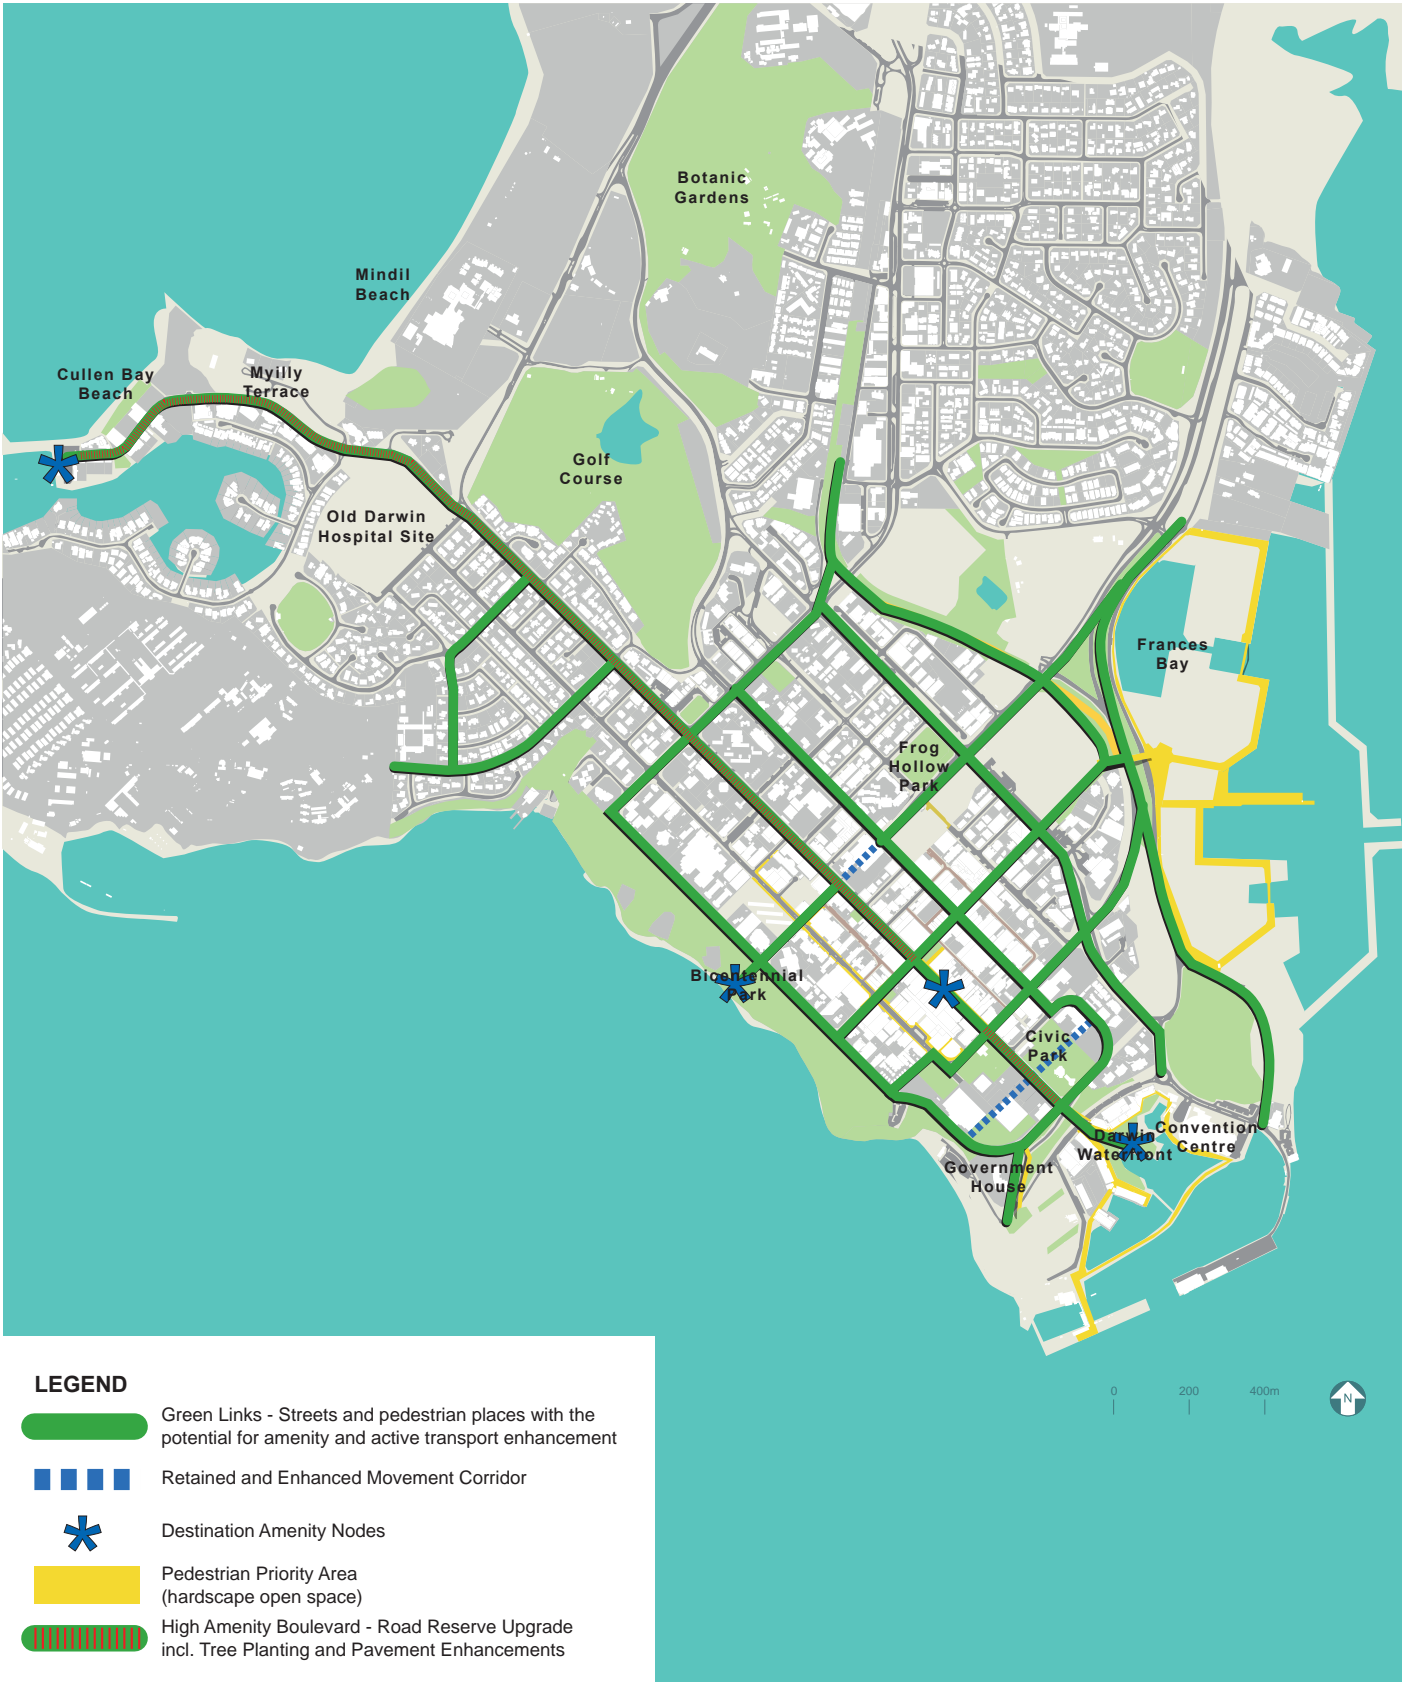 Botanic
Gardens
Mindil
Beach
Cullen Bay
Beach
Myilly
Terrace
Golf
Course
Old Darwin
Hospital Site
Frances
Bay
Frog
Hollow
Park
Bicentennial
Park
Civic
Park
Darwin
Waterfront
Convention
Centre
Government
House
0 200 400m
N
LEGEND
Green Links - Streets and pedestrian places with the
potential for amenity and active transport enhancement
Retained and Enhanced Movement Corridor
Destination Amenity Nodes
Pedestrian Priority Area
(hardscape open space)
High Amenity Boulevard - Road Reserve Upgrade
incl. Tree Planting and Pavement Enhancements